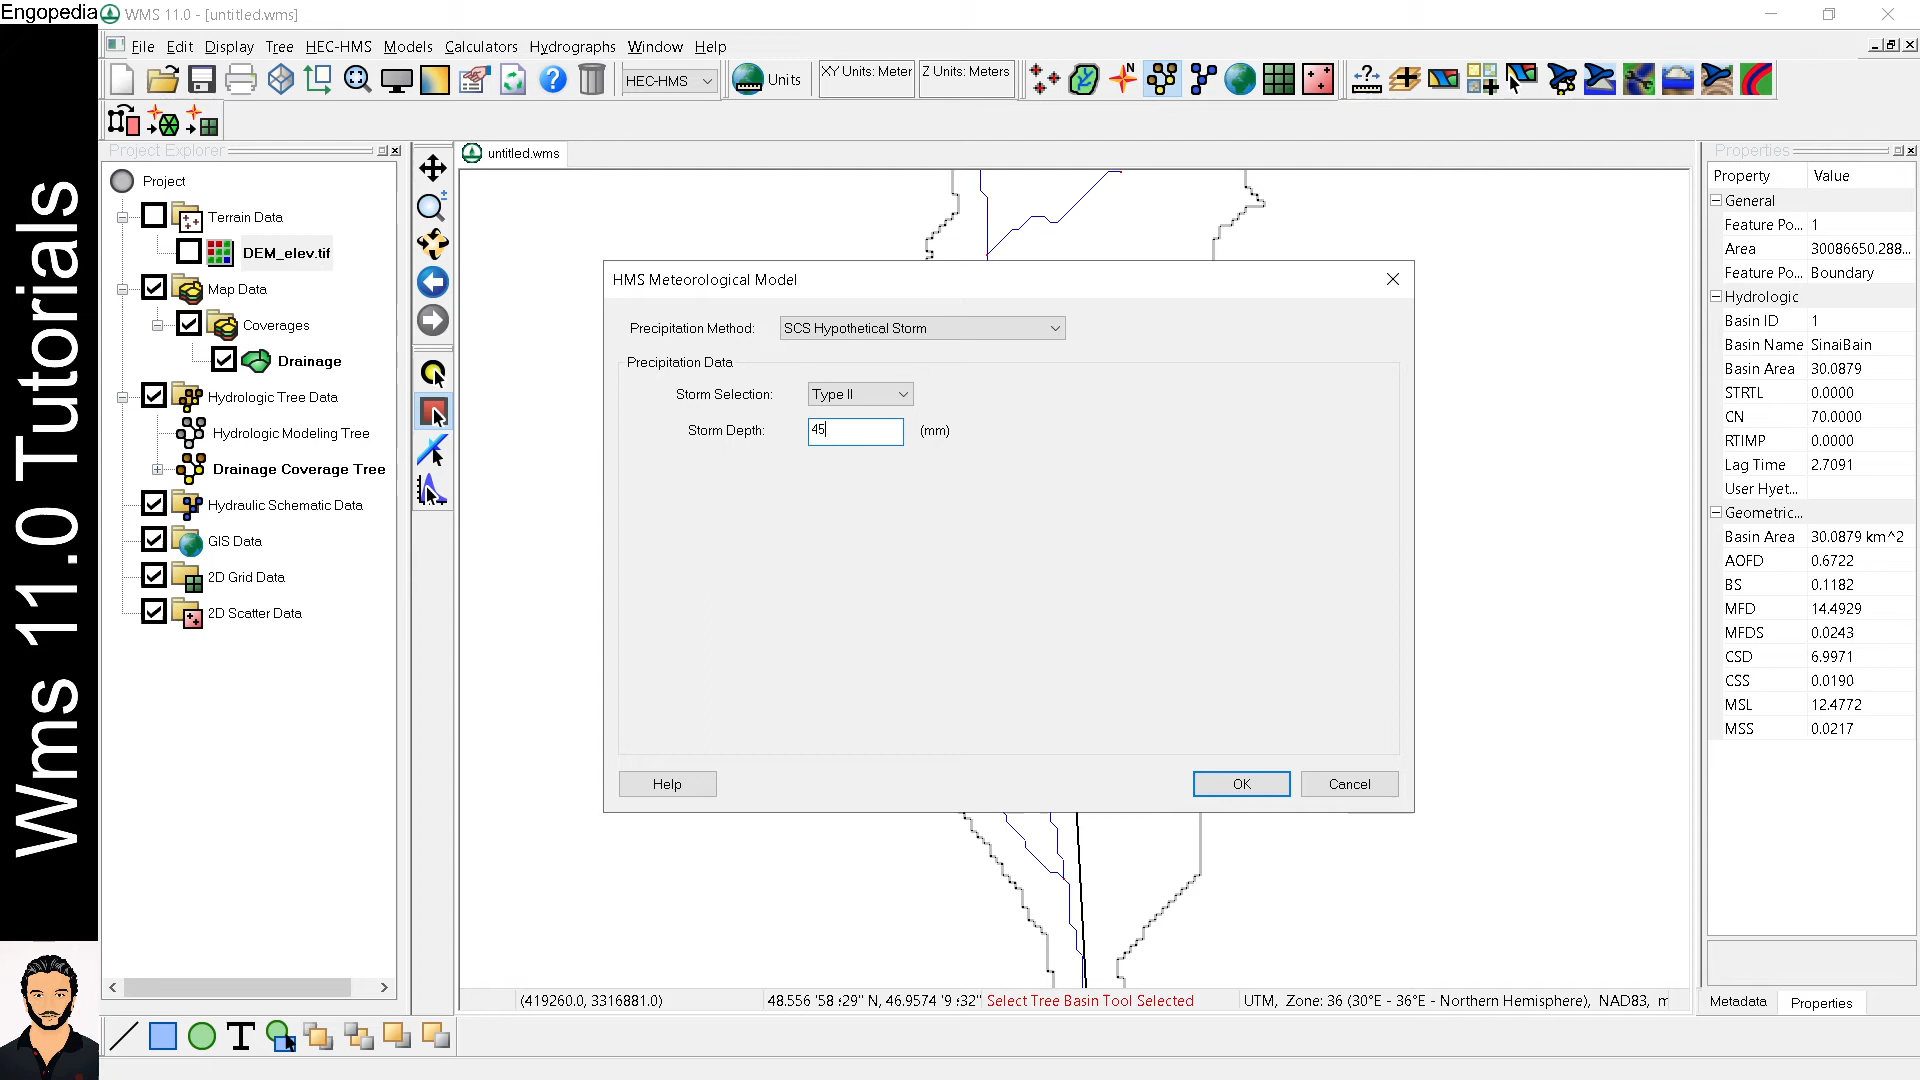 Engopedia
WMS 11.0 - [untitled.wms]
File Edit Display Tree HEC-HMS Models Calculators Hydrographs Window Help
HEC-HMS
Units
XY Units: Meter
Z Units: Meters
Project Explorer
untitled.wms
Properties
Project
Terrain Data
DEM_elev.tif
Map Data
Coverages
Drainage
Hydrologic Tree Data
Hydrologic Modeling Tree
Drainage Coverage Tree
Hydraulic Schematic Data
GIS Data
2D Grid Data
2D Scatter Data
HMS Meteorological Model
Precipitation Method: SCS Hypothetical Storm
Precipitation Data
Storm Selection: Type II
Storm Depth: 45 (mm)
Help OK Cancel
Property Value
General
Feature Po... 1
Area 30086650.288...
Feature Po... Boundary
Hydrologic
Basin ID 1
Basin Name SinaiBain
Basin Area 30.0879
STRTL 0.0000
CN 70.0000
RTIMP 0.0000
Lag Time 2.7091
User Hyet...
Geometric...
Basin Area 30.0879 km^2
AOFD 0.6722
BS 0.1182
MFD 14.4929
MFDS 0.0243
CSD 6.9971
CSS 0.0190
MSL 12.4772
MSS 0.0217
(419260.0, 3316881.0) 48.556 '58 :29" N, 46.9574 '9 :32" Select Tree Basin Tool Selected UTM, Zone: 36 (30°E - 36°E - Northern Hemisphere), NAD83, m
Metadata Properties
Wms 11.0 Tutorials